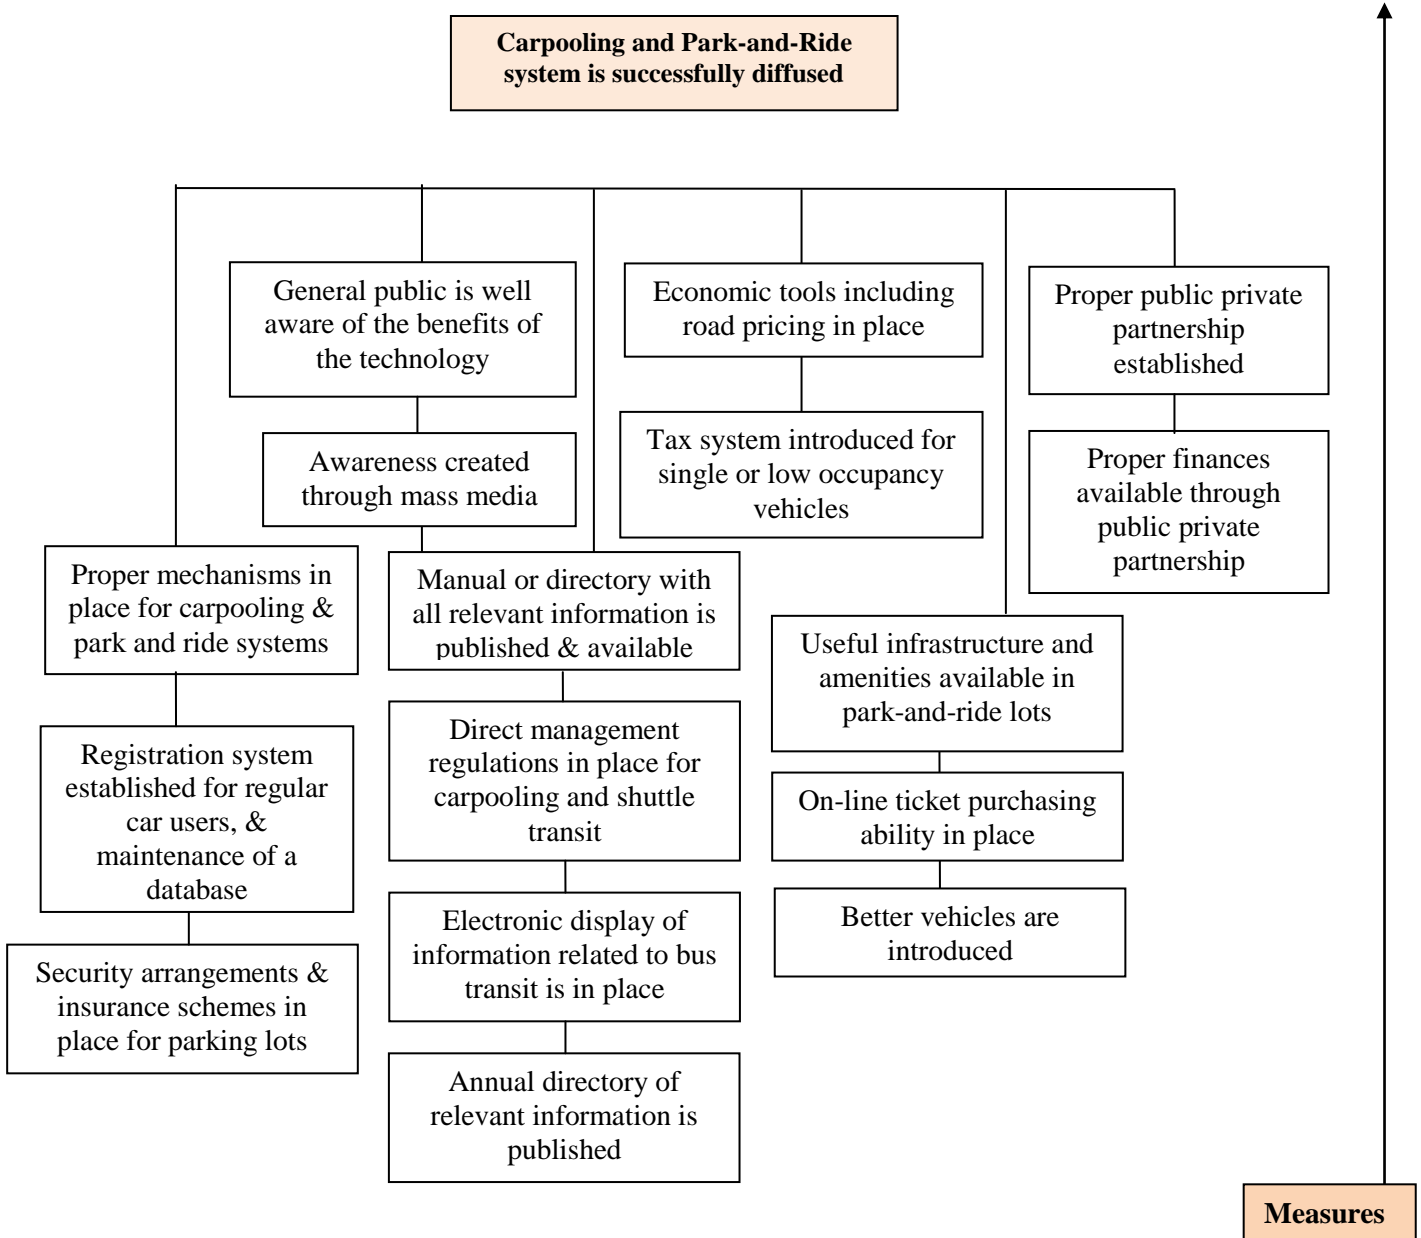 Carpooling and Park-and-Ride
system is successfully diffused
General public is well
aware of the benefits of
the technology
Economic tools including
road pricing in place
Proper public private
partnership
established
Awareness created
through mass media
Tax system introduced for
single or low occupancy
vehicles
Proper finances
available through
public private
partnership
Proper mechanisms in
place for carpooling &
park and ride systems
Manual or directory with
all relevant information is
published & available
Useful infrastructure and
amenities available in
park-and-ride lots
Registration system
established for regular
car users, &
maintenance of a
database
Direct management
regulations in place for
carpooling and shuttle
transit
On-line ticket purchasing
ability in place
Electronic display of
information related to bus
transit is in place
Better vehicles are
introduced
Security arrangements &
insurance schemes in
place for parking lots
Annual directory of
relevant information is
published
Measures